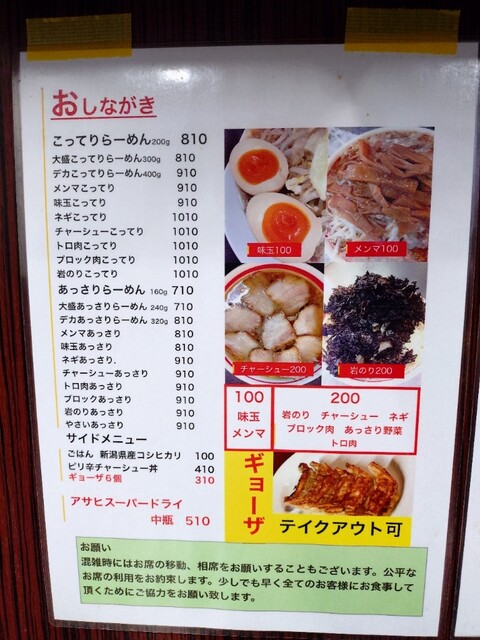 おしながき
こってりらーめん200g 810
大盛こってりらーめん300g 810
デカこってりらーめん400g 910
メンマこってり 910
味玉こってり 910
ネギこってり 1010
チャーシューこってり 1010
トロ肉こってり 1010
ブロック肉こってり 1010
岩のりこってり 1010
あっさりらーめん 160g 710
大盛あっさりらーめん 240g 710
デカあっさりらーめん 320g 810
メンマあっさり 810
味玉あっさり 810
ネギあっさり. 910
チャーシューあっさり 910
トロ肉あっさり 910
ブロックあっさり 910
岩のりあっさり 910
やさいあっさり 910
サイドメニュー
ごはん 新潟県産コシヒカリ 100
ピリ辛チャーシュー丼 410
ギョーザ6個 310
アサヒスーパードライ
中瓶 510
味玉100
メンマ100
チャーシュー200
岩のり200
100
味玉
メンマ
200
岩のり チャーシュー ネギ
ブロック肉 あっさり野菜
トロ肉
ギョーザ
テイクアウト可
お願い
混雑時にはお席の移動、相席をお願いすることもございます。公平な
お席の利用をお約束します。少しでも早く全てのお客様にお食事して
頂くためにご協力をお願い致します。